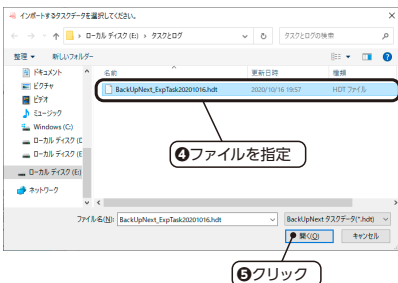 インポートするタスクデータを選択してください。
ローカル ディスク (E:) › タスクとログ
タスクとログの検索
整理 新しいフォルダー
名前 更新日時 種類
ドキュメント
BackUpNext_ExpTask20201016.hdt 2020/10/16 19:57 HDT ファイル
ピクチャ
ビデオ
ミュージック
Windows (C:)
ローカル ディスク (D
ローカル ディスク (E
ローカル ディスク (E:)
ネットワーク
❹ファイルを指定
ファイル名(N): BackUpNext_ExpTask20201016.hdt BackUpNext タスクデータ(*.hdt)
開く(O) キャンセル
❺クリック